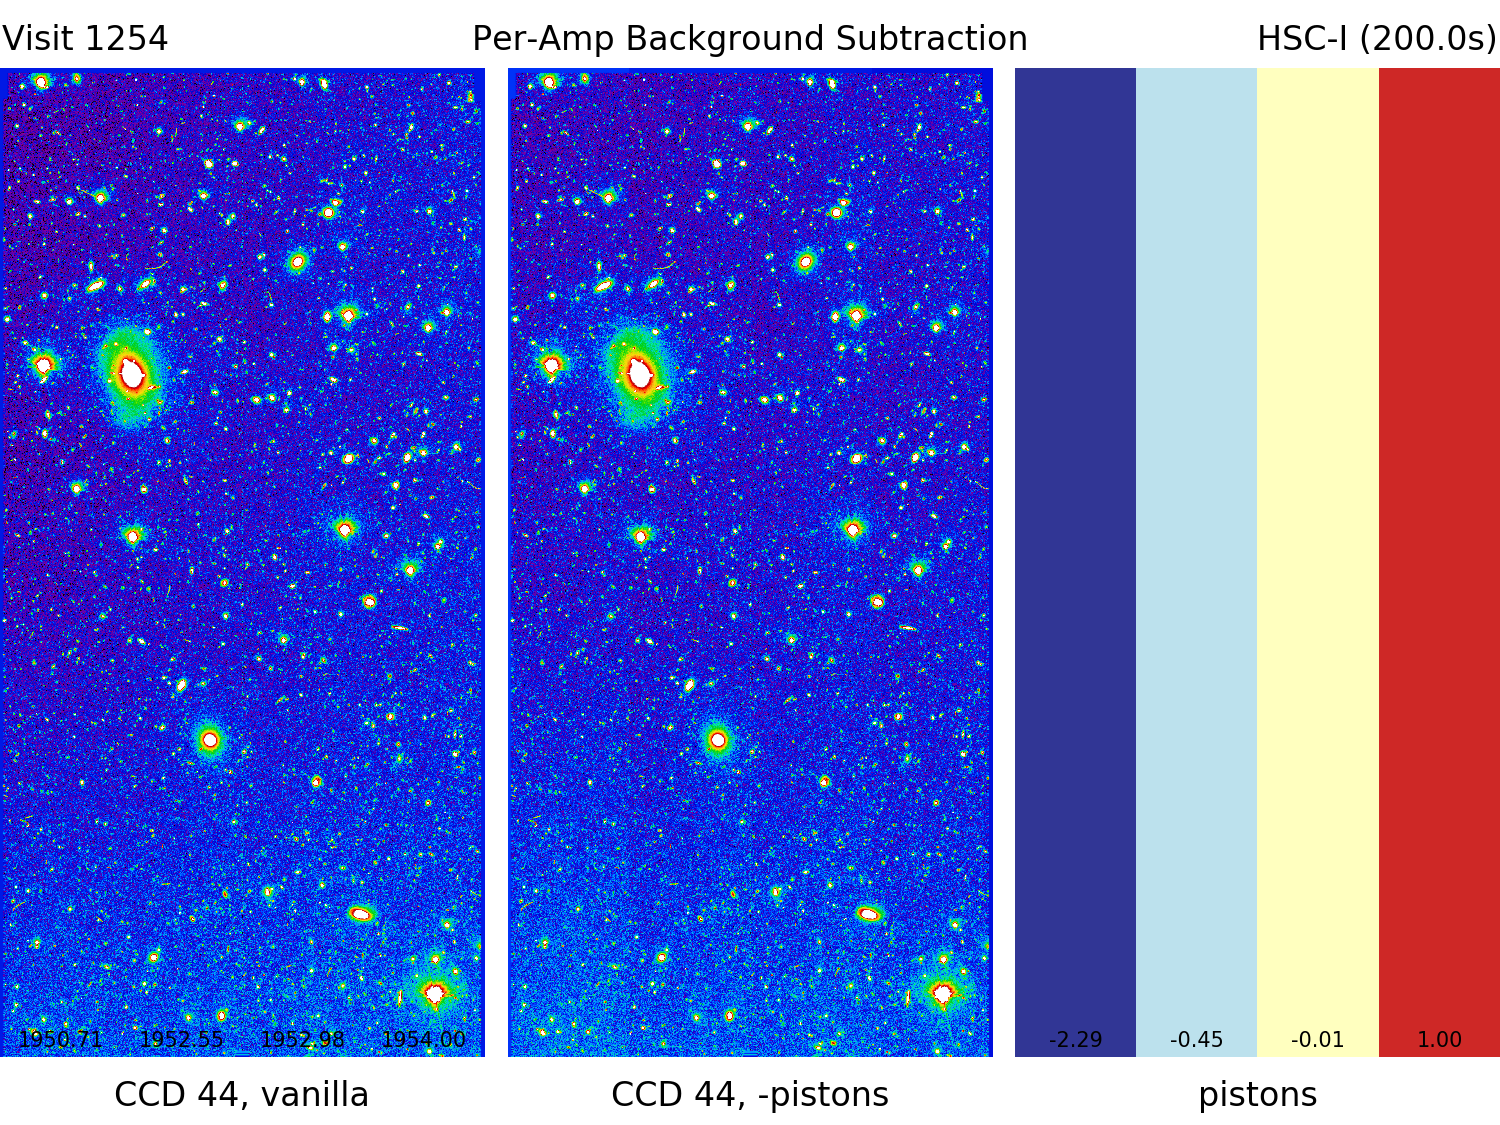 Visit 1254 Per-Amp Background Subtraction HSC-I (200.0s)
1950.71 1952.55 1952.98 1954.00 -2.29 -0.45 -0.01 1.00
CCD 44, vanilla CCD 44, -pistons pistons